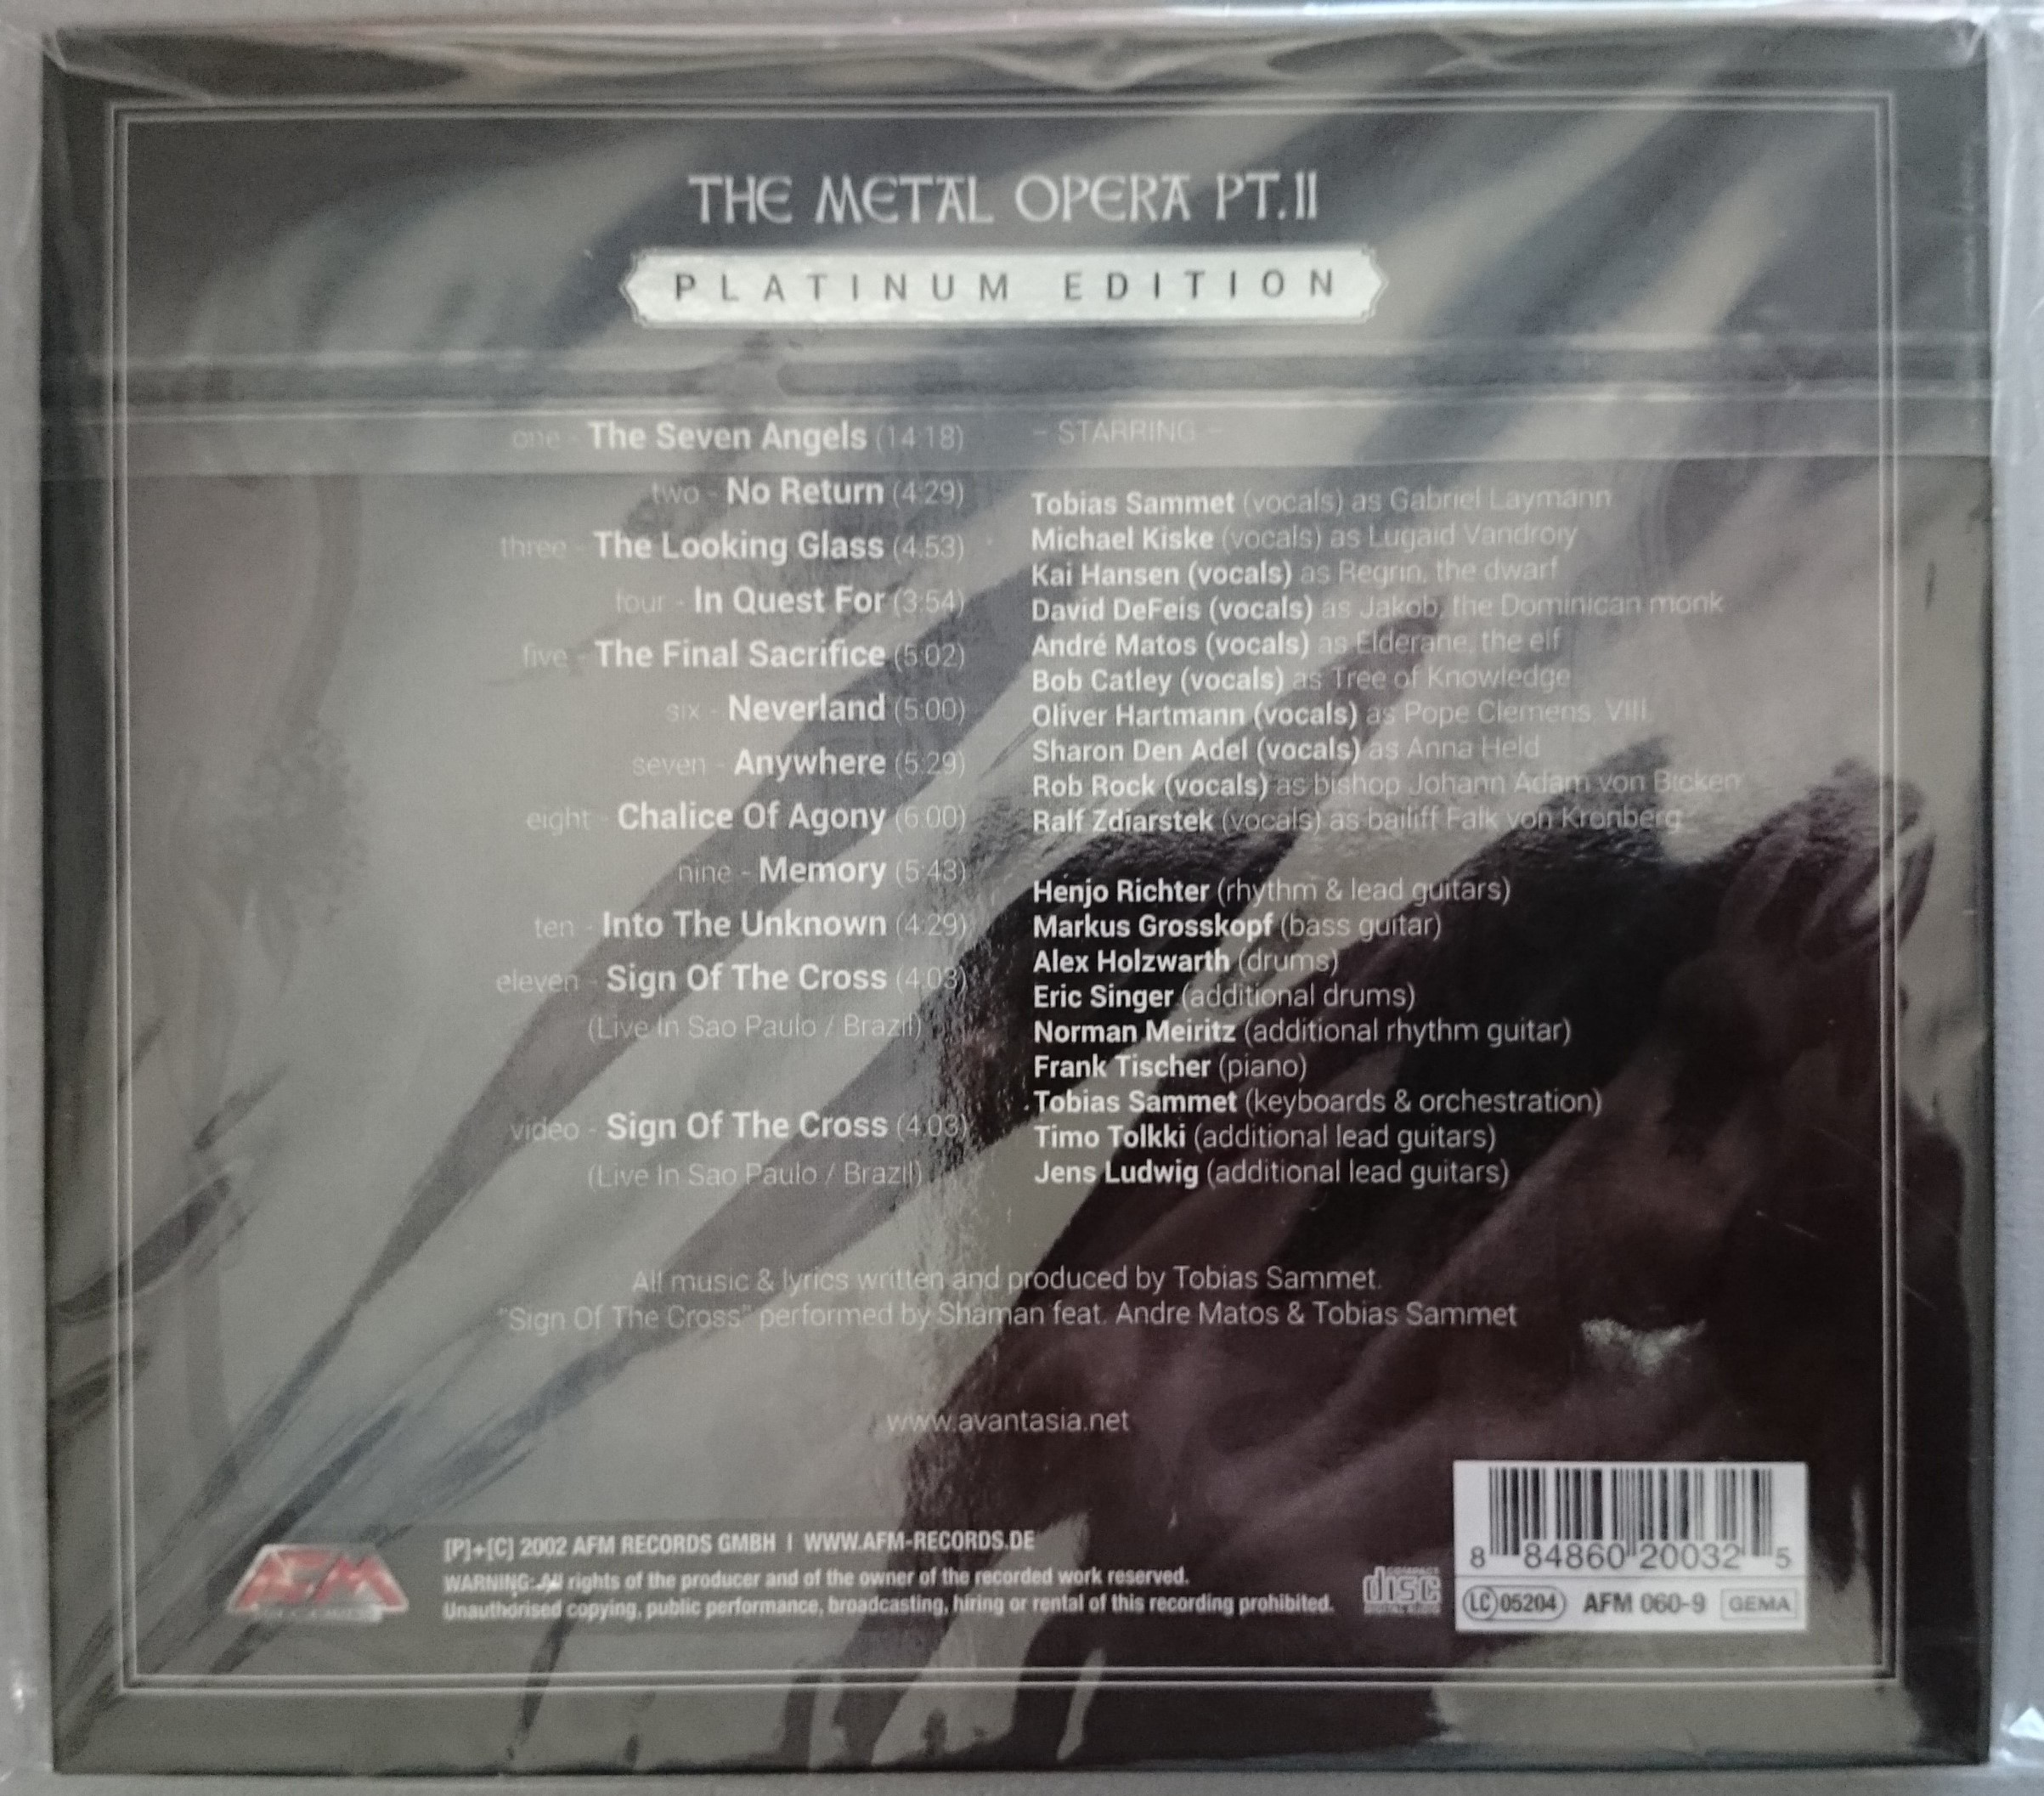 THE METAL OPERA PT. II
PLATINUM EDITION
one - The Seven Angels (14:18)
two - No Return (4:29)
three - The Looking Glass (4:53)
four - In Quest For (3:54)
five - The Final Sacrifice (5:02)
six - Neverland (5:00)
seven - Anywhere (5:29)
eight - Chalice Of Agony (6:00)
nine - Memory (5:43)
ten - Into The Unknown (4:29)
eleven - Sign Of The Cross (4:03)
(Live In Sao Paulo / Brazil)
video - Sign Of The Cross (4:03)
(Live In Sao Paulo / Brazil)
- STARRING -
Tobias Sammet (vocals) as Gabriel Laymann
Michael Kiske (vocals) as Lugaid Vandrory
Kai Hansen (vocals) as Regrin, the dwarf
David DeFeis (vocals) as Jakob, the Dominican monk
André Matos (vocals) as Elderane, the elf
Bob Catley (vocals) as Tree of Knowledge
Oliver Hartmann (vocals) as Pope Clemens VIII.
Sharon Den Adel (vocals) as Anna Held
Rob Rock (vocals) as bishop Johann Adam von Bicken
Ralf Zdiarstek (vocals) as bailiff Falk von Kronberg
Henjo Richter (rhythm & lead guitars)
Markus Grosskopf (bass guitar)
Alex Holzwarth (drums)
Eric Singer (additional drums)
Norman Meiritz (additional rhythm guitar)
Frank Tischer (piano)
Tobias Sammet (keyboards & orchestration)
Timo Tolkki (additional lead guitars)
Jens Ludwig (additional lead guitars)
All music & lyrics written and produced by Tobias Sammet.
"Sign Of The Cross" performed by Shaman feat. Andre Matos & Tobias Sammet
www.avantasia.net
AFM
RECORDS
[P]+[C] 2002 AFM RECORDS GMBH | WWW.AFM-RECORDS.DE
WARNING: All rights of the producer and of the owner of the recorded work reserved.
Unauthorised copying, public performance, broadcasting, hiring or rental of this recording prohibited.
COMPACT
disc
DIGITAL AUDIO
8 84860 20032 5
LC 05204 AFM 060-9 GEMA